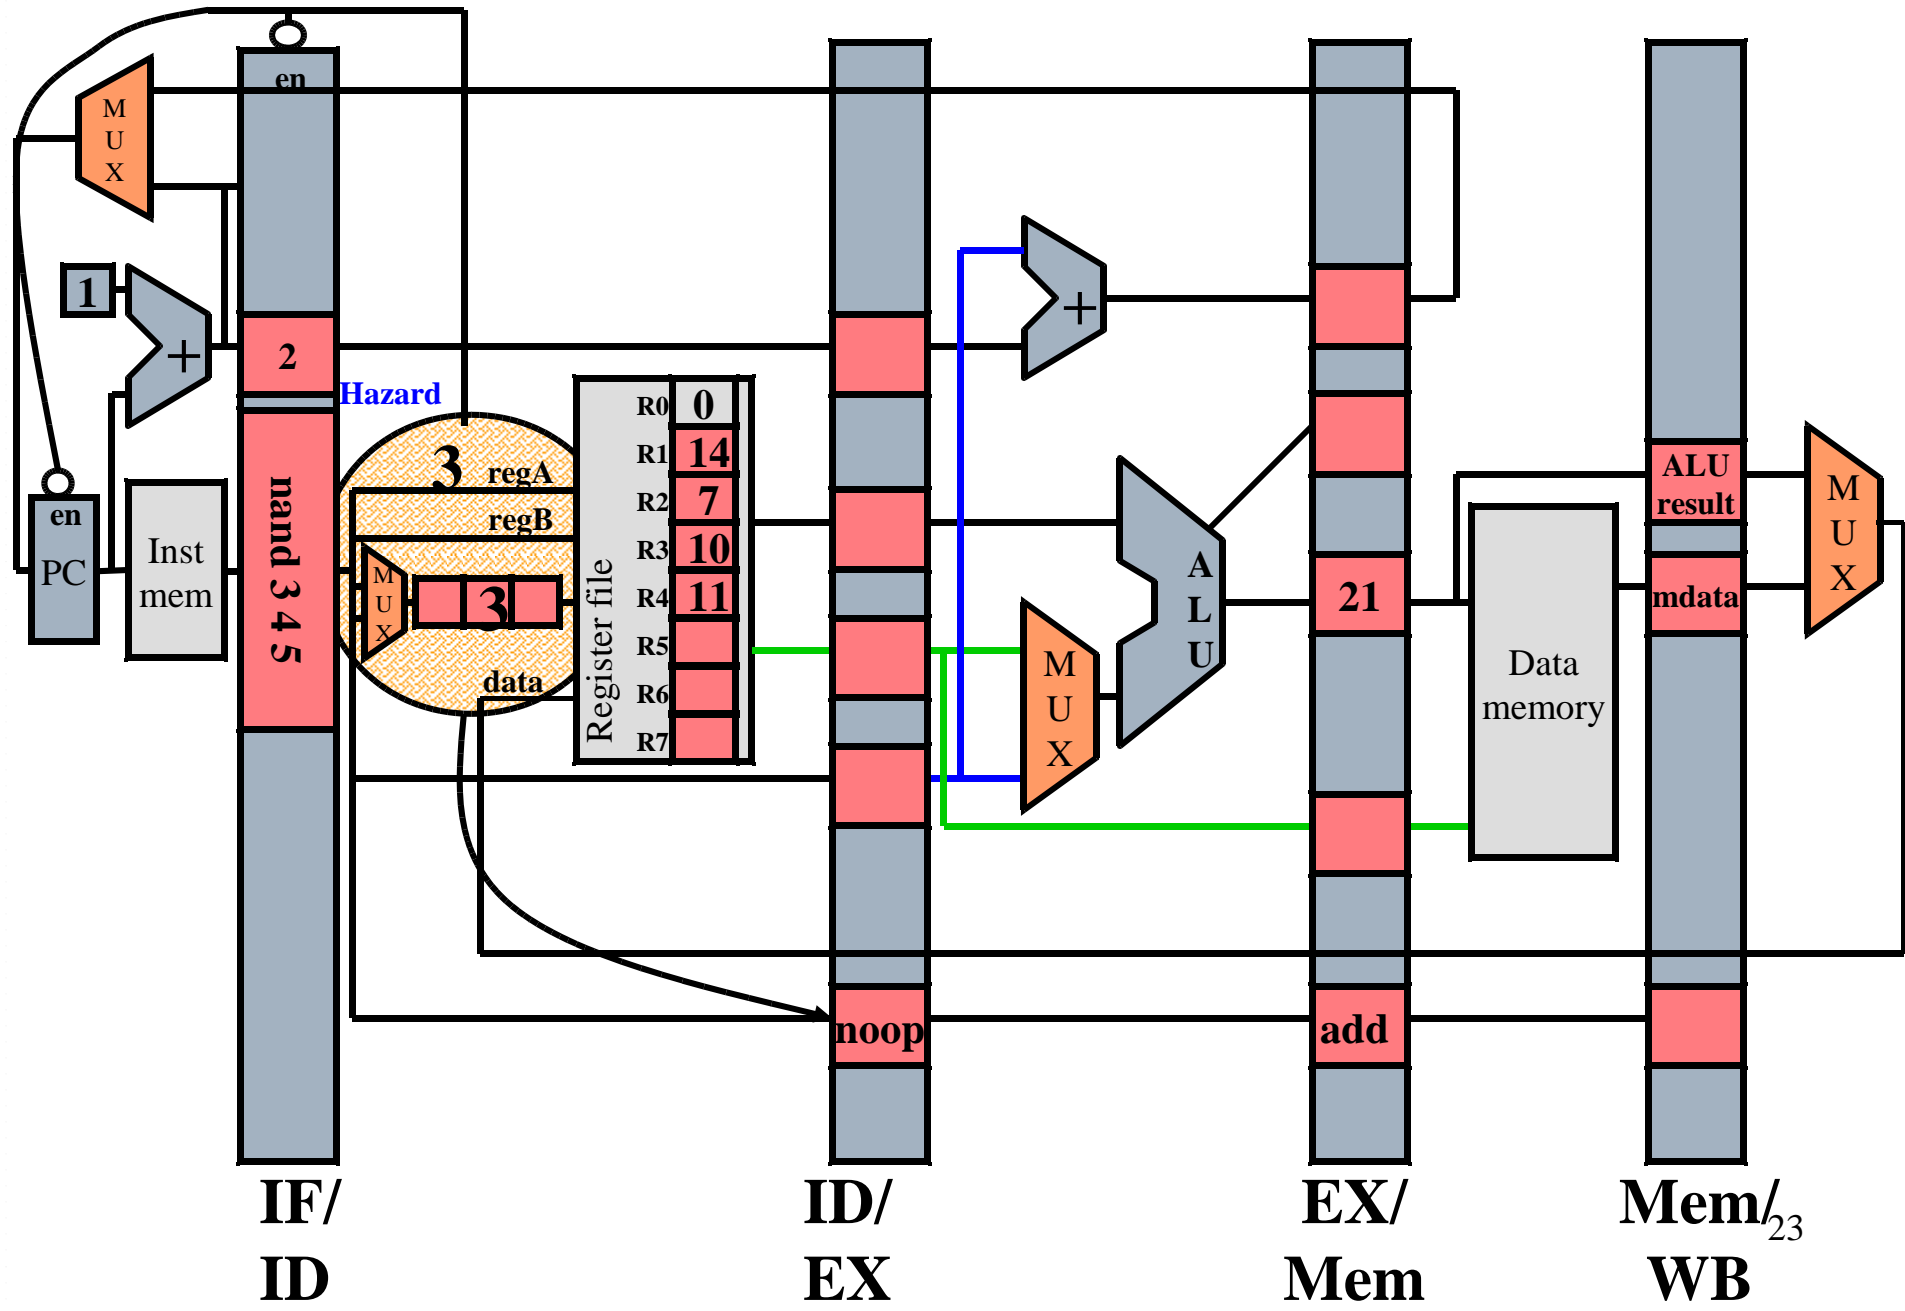 en
M
U
X
1
+
2
Hazard
nand 3 4 5
en
PC
Inst
mem
3
regA
regB
M
U
X
3
data
Register file
R0 0
R1 14
R2 7
R3 10
R4 11
R5
R6
R7
+
M
U
X
A
L
U
21
Data
memory
ALU
result
mdata
M
U
X
noop
add
IF/
ID
ID/
EX
EX/
Mem
Mem/
WB
23